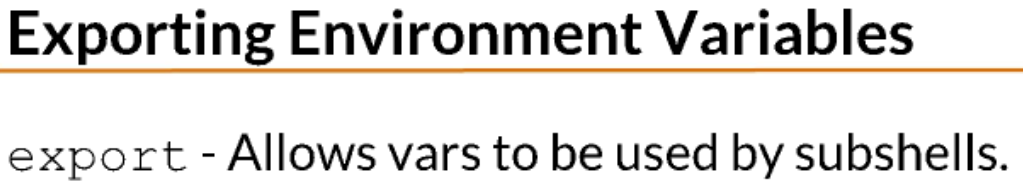 Exporting Environment Variables
export - Allows vars to be used by subshells.